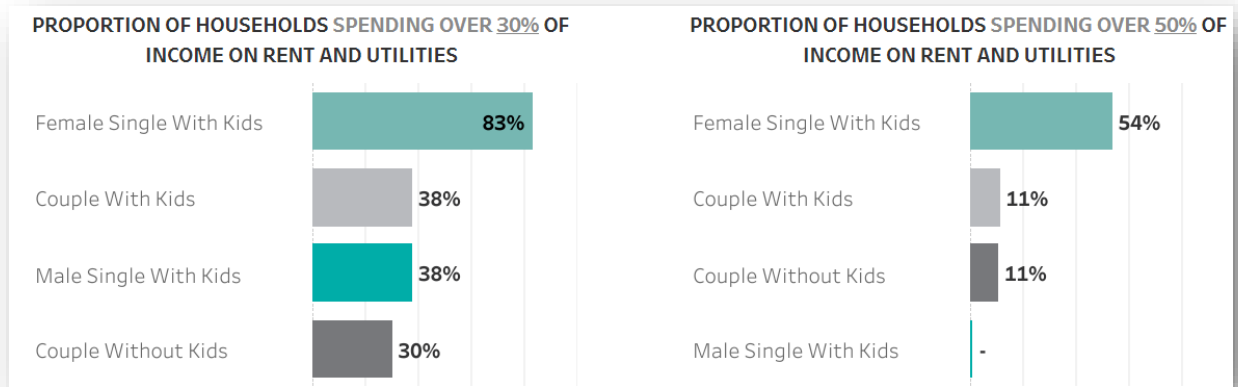 PROPORTION OF HOUSEHOLDS SPENDING OVER 30% OF
INCOME ON RENT AND UTILITIES
Female Single With Kids
83%
Couple With Kids
38%
Male Single With Kids
38%
Couple Without Kids
30%
PROPORTION OF HOUSEHOLDS SPENDING OVER 50% OF
INCOME ON RENT AND UTILITIES
Female Single With Kids
54%
Couple With Kids
11%
Couple Without Kids
11%
Male Single With Kids
-